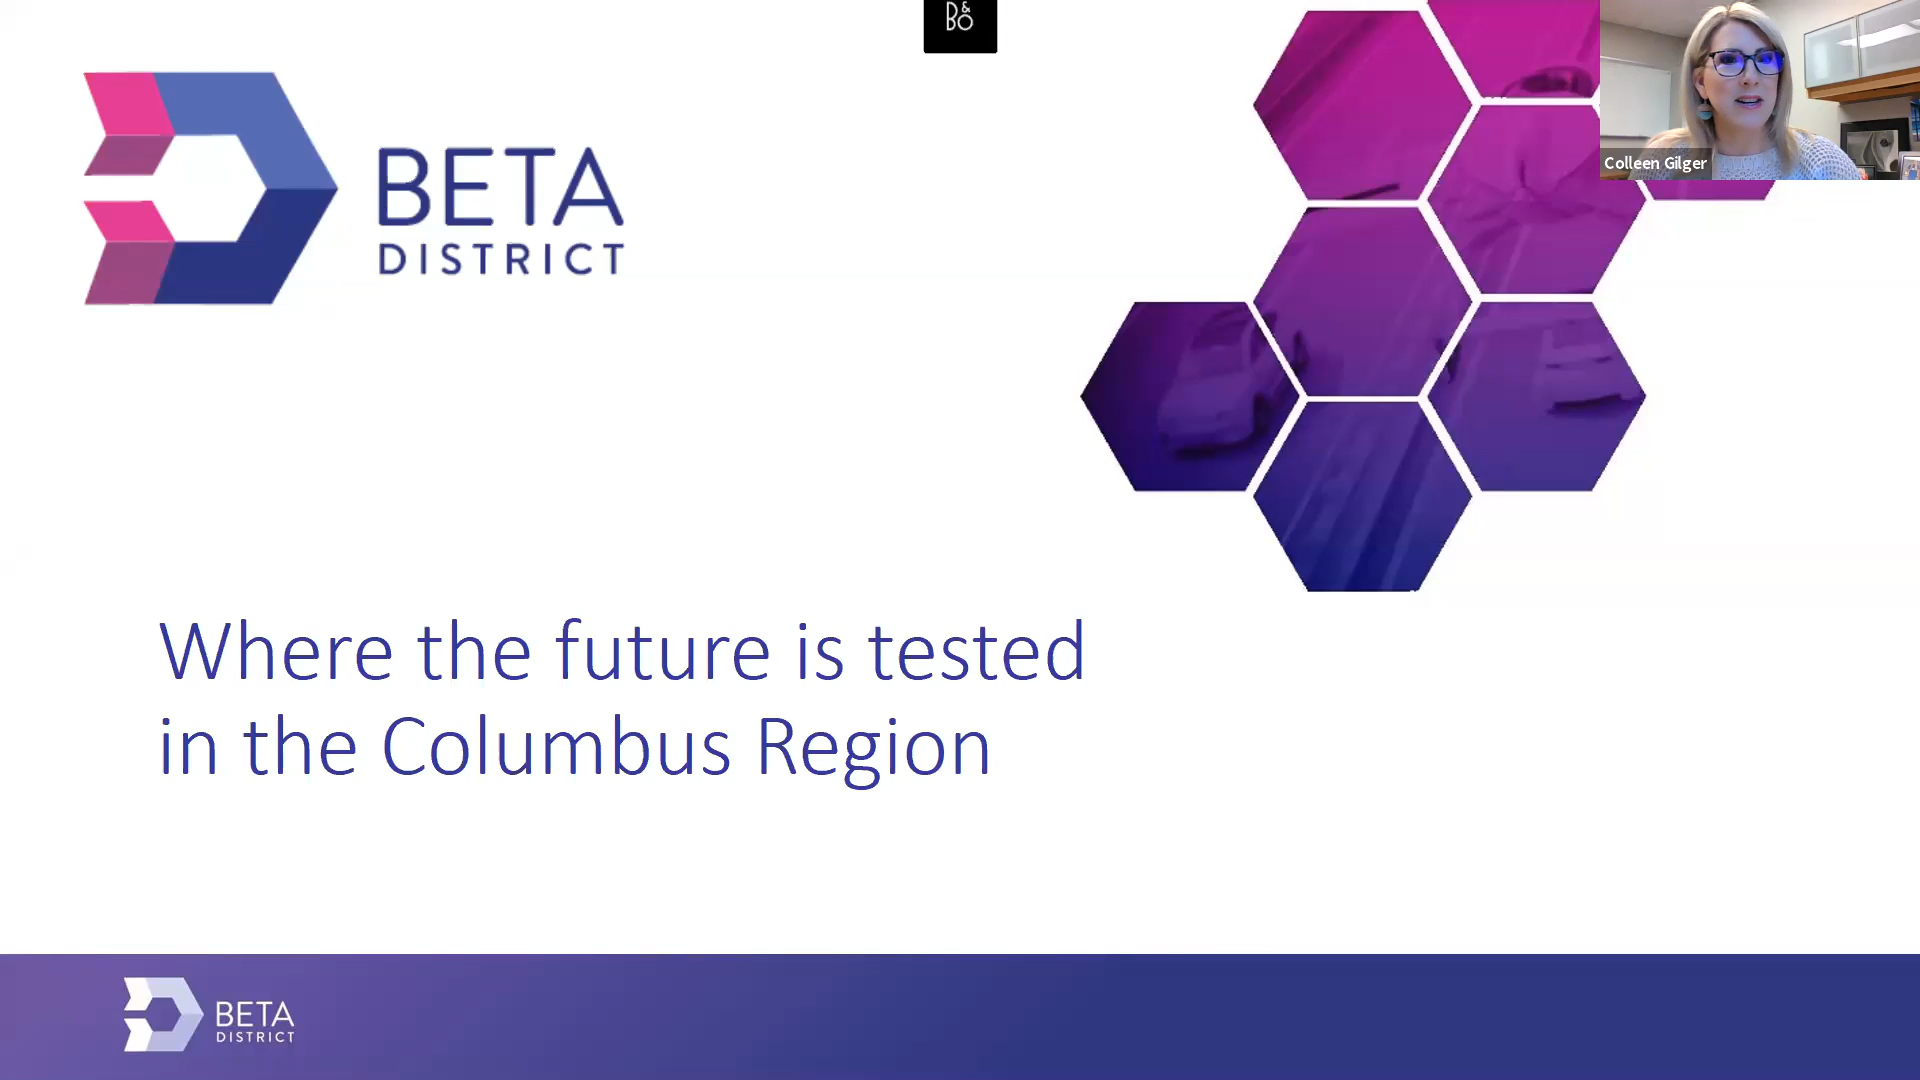 B&O
Colleen Gilger
BETA
DISTRICT
Where the future is tested
in the Columbus Region
BETA
DISTRICT